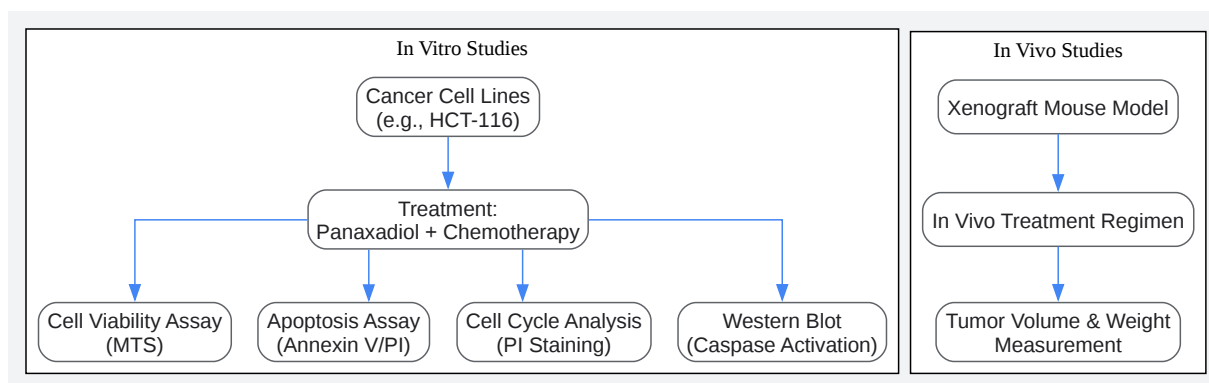 In Vitro Studies
Cancer Cell Lines
(e.g., HCT-116)
Treatment:
Panaxadiol + Chemotherapy
Cell Viability Assay
(MTS)
Apoptosis Assay
(Annexin V/PI)
Cell Cycle Analysis
(PI Staining)
Western Blot
(Caspase Activation)
In Vivo Studies
Xenograft Mouse Model
In Vivo Treatment Regimen
Tumor Volume & Weight
Measurement